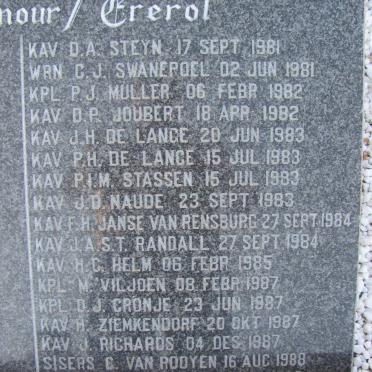 nour/ Ererol
KAV D.A. STEYN 17 SEPT 1981
WRN C.J. SWANEPOEL 02 JUN 1981
KPL P.J. MULLER 06 FEBR 1982
KAV D.P. JOUBERT 18 APR 1982
KAV J.H. DE LANGE 20 JUN 1983
KAV P.H. DE LANGE 15 JUL 1983
KAV P.I.M. STASSEN 15 JUL 1983
KAV J.D. NAUDE 23 SEPT 1983
KAV F.H. JANSE VAN RENSBURG 27 SEPT 1984
KAV J.A.S.T. RANDALL 27 SEPT 1984
KAV H.C. HELM 06 FEBR 1985
KPL M. VILJOEN 08 FEBR 1987
KPL D.J. CRONJE 23 JUN 1987
KAV H. ZIEMKENDORF 20 OKT 1987
KAV J. RICHARDS 04 DES 1987
SISERS C. VAN ROOYEN 16 AUG 1988